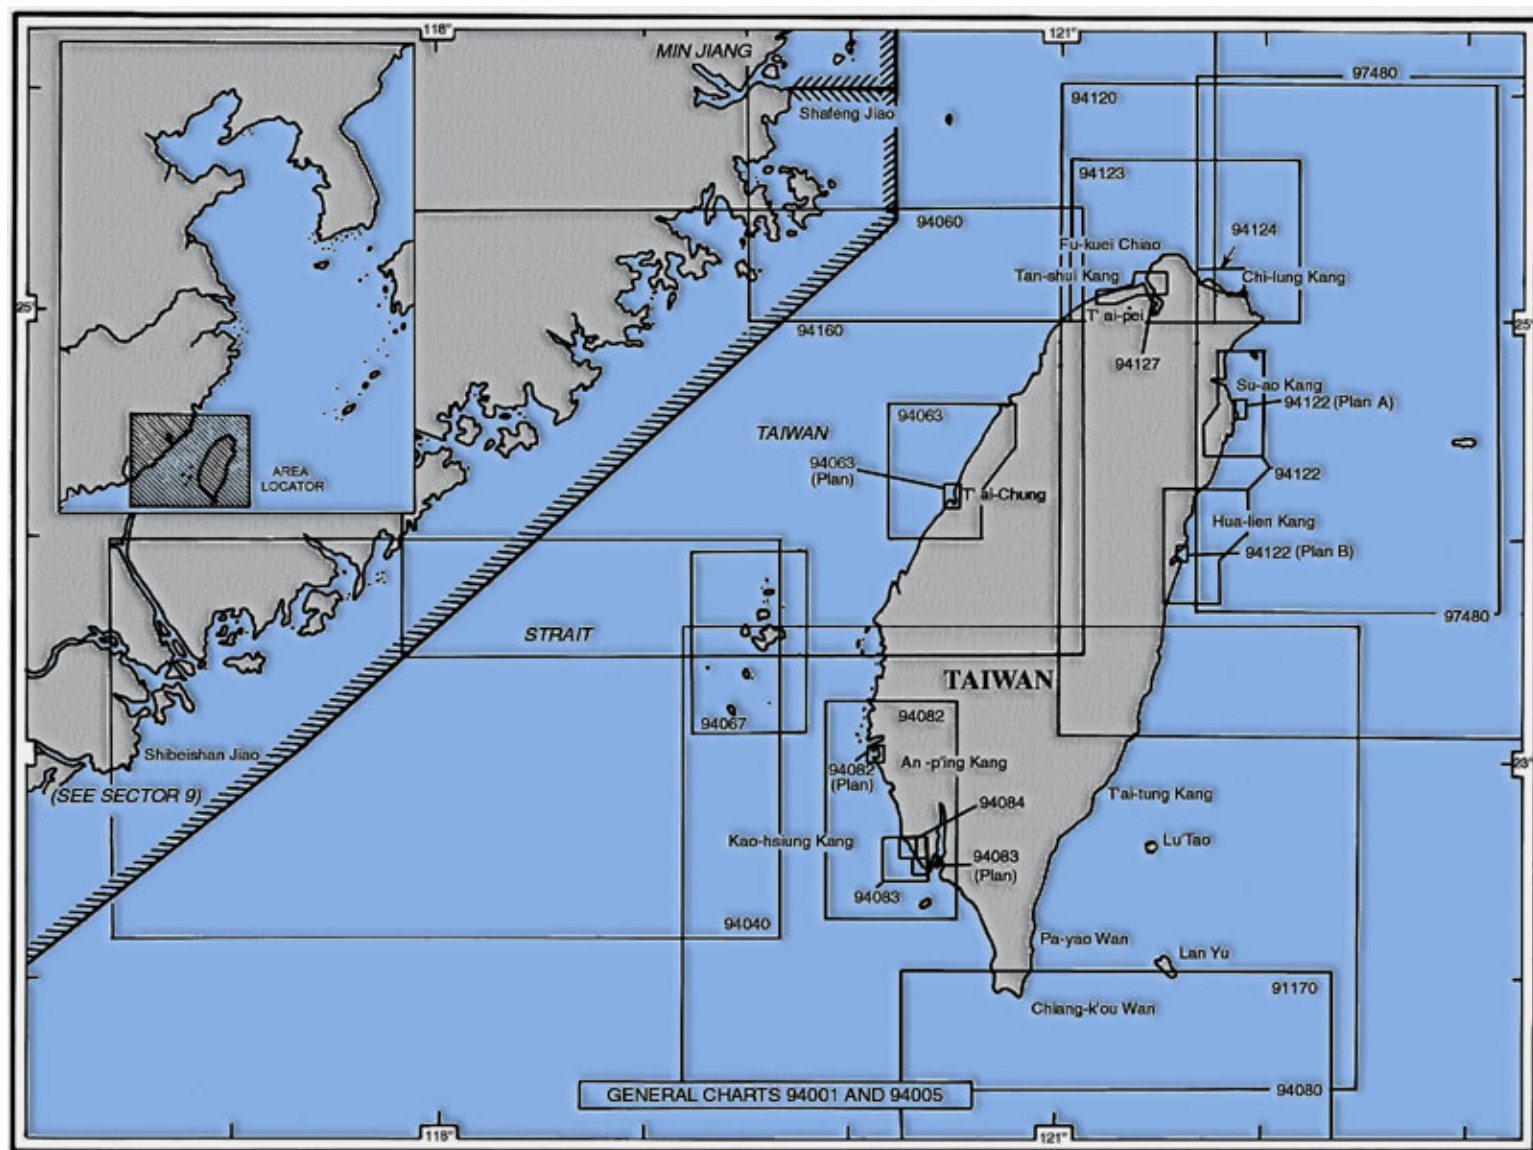 118°
121°
MIN JIANG
97480
94120
Shafeng Jiao
94123
94060
94124
Fu-kuei Chiao
Tan-shui Kang
Chi-lung Kang
25°
T' ai-pei
25°
94160
94127
Su-ao Kang
94122 (Plan A)
94063
TAIWAN
94063
(Plan)
T' ai-Chung
AREA
LOCATOR
94122
Hua-lien Kang
94122 (Plan B)
97480
STRAIT
TAIWAN
94067
94082
Shibeishan Jiao
An -p'ing Kang
94082
(Plan)
23°
(SEE SECTOR 9)
T'ai-tung Kang
94084
Kao-hsiung Kang
Lu'Tao
94083
(Plan)
94083
94040
Pa-yao Wan
Lan Yu
91170
Chiang-k'ou Wan
GENERAL CHARTS 94001 AND 94005
94080
118°
121°